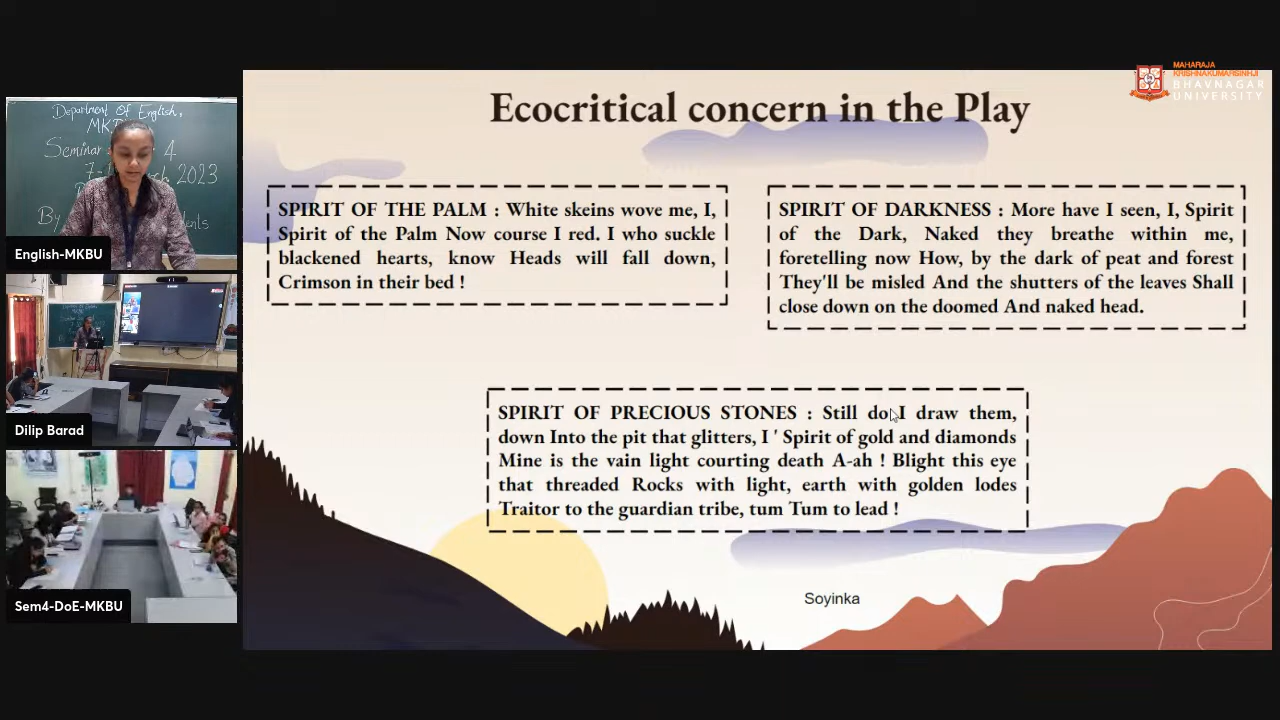 MAHARAJA
KRISHNAKUMARSINHJI
BHAVNAGAR
UNIVERSITY
Ecocritical concern in the Play
SPIRIT OF THE PALM : White skeins wove me, I,
Spirit of the Palm Now course I red. I who suckle
blackened hearts, know Heads will fall down,
Crimson in their bed !
SPIRIT OF DARKNESS : More have I seen, I, Spirit
of the Dark, Naked they breathe within me,
foretelling now How, by the dark of peat and forest
They'll be misled And the shutters of the leaves Shall
close down on the doomed And naked head.
SPIRIT OF PRECIOUS STONES : Still do I draw them,
down Into the pit that glitters, I ' Spirit of gold and diamonds
Mine is the vain light courting death A-ah ! Blight this eye
that threaded Rocks with light, earth with golden lodes
Traitor to the guardian tribe, tum Tum to lead !
Soyinka
Department Of English,
MKB
Seminar 4
7- 2023
By
English-MKBU
Dilip Barad
Sem4-DoE-MKBU